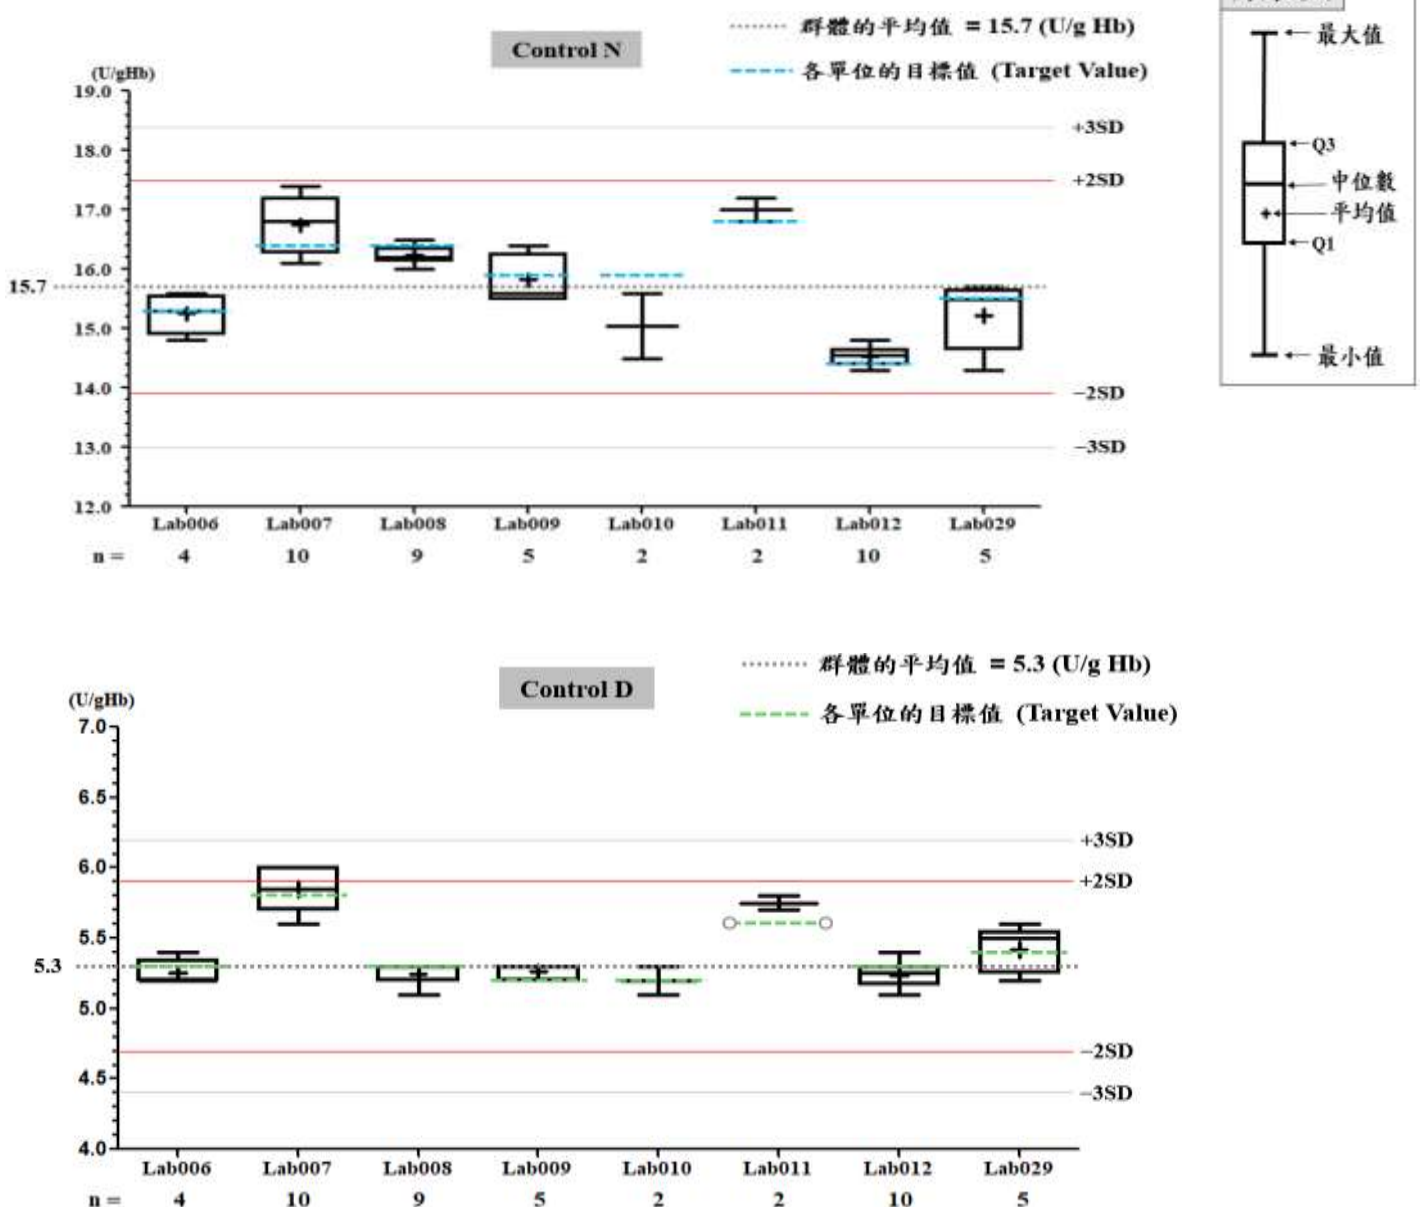 Control N
群體的平均值 = 15.7 (U/g Hb)
各單位的目標值 (Target Value)
(U/gHb)
19.0
18.0
17.0
16.0
15.7
15.0
14.0
13.0
12.0
+3SD
+2SD
−2SD
−3SD
Lab006 Lab007 Lab008 Lab009 Lab010 Lab011 Lab012 Lab029
n = 4 10 9 5 2 2 10 5
最大值
Q3
中位數
平均值
Q1
最小值
Control D
群體的平均值 = 5.3 (U/g Hb)
各單位的目標值 (Target Value)
(U/gHb)
7.0
6.5
6.0
5.5
5.3
5.0
4.5
4.0
+3SD
+2SD
−2SD
−3SD
Lab006 Lab007 Lab008 Lab009 Lab010 Lab011 Lab012 Lab029
n = 4 10 9 5 2 2 10 5